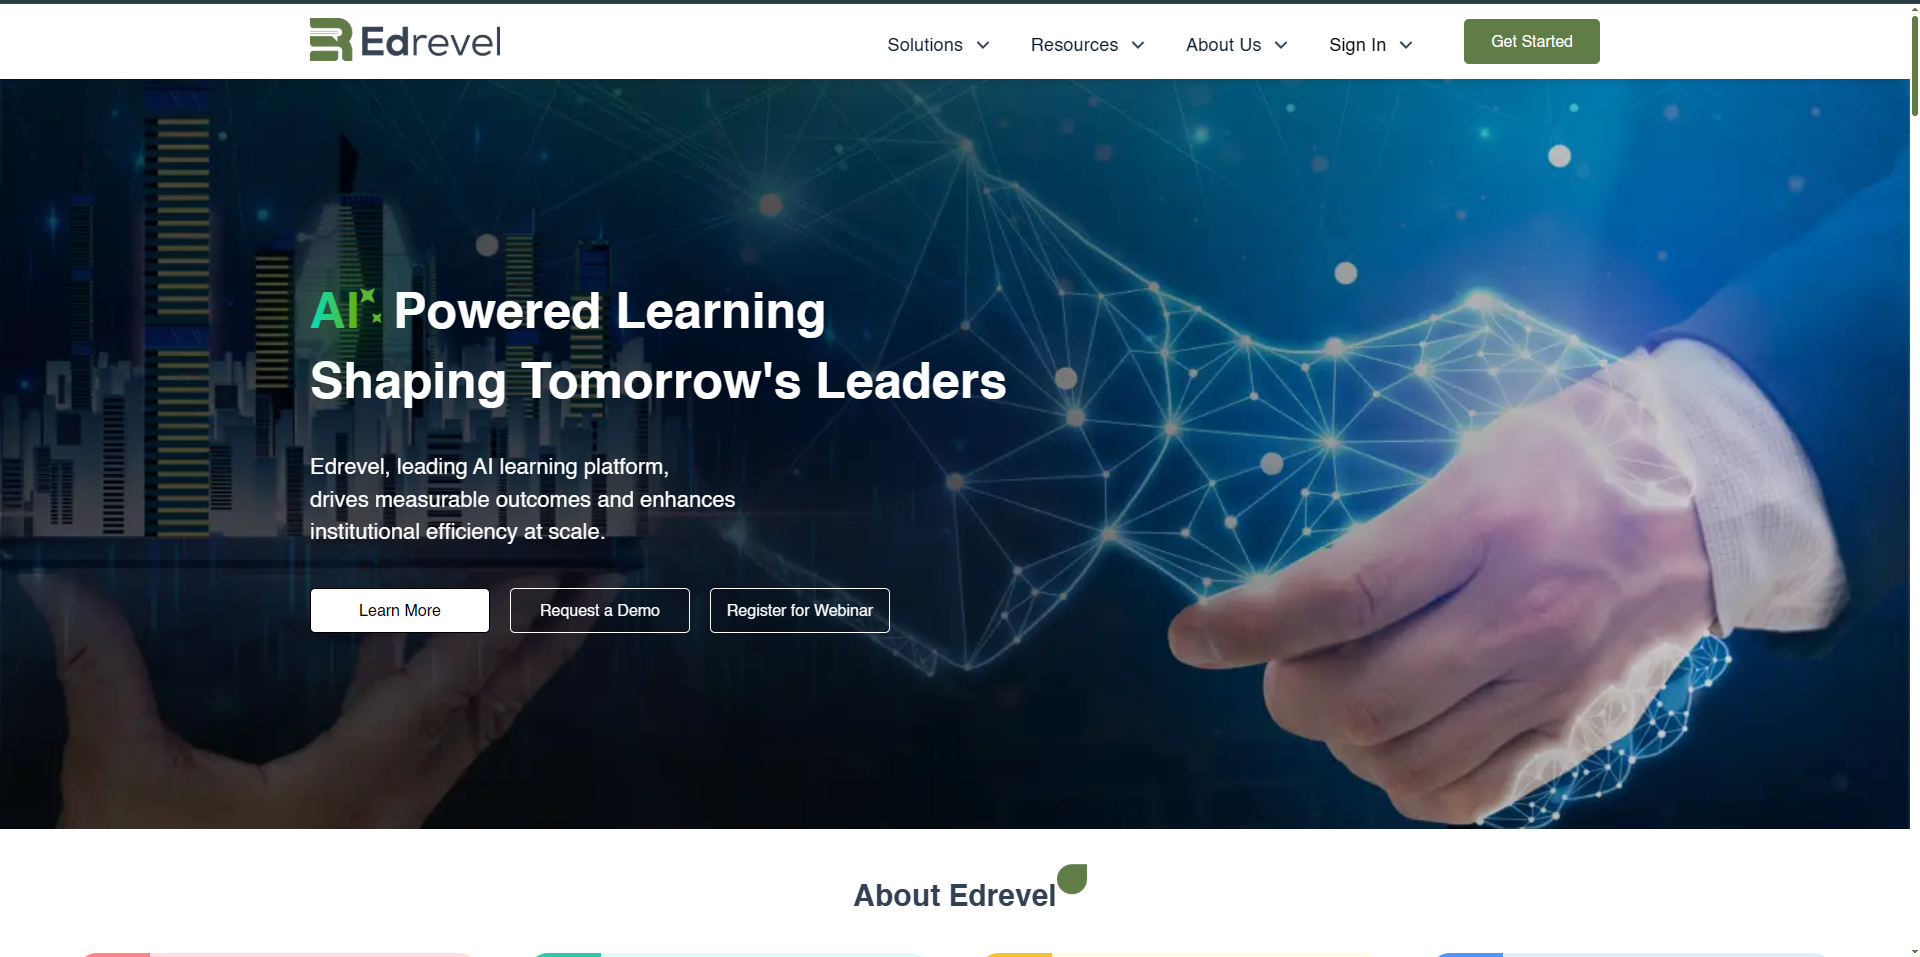 Edrevel
Solutions
Resources
About Us
Sign In
Get Started
AI Powered Learning
Shaping Tomorrow's Leaders
Edrevel, leading AI learning platform,
drives measurable outcomes and enhances
institutional efficiency at scale.
Learn More
Request a Demo
Register for Webinar
About Edrevel